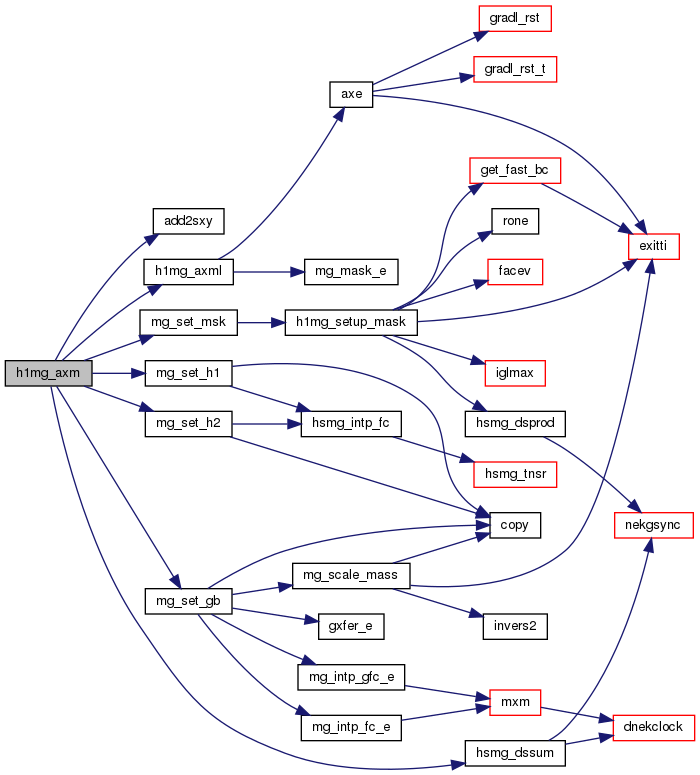 gradl_rst
gradl_rst_t
axe
get_fast_bc
add2sxy
rone
exitti
h1mg_axml
mg_mask_e
facev
mg_set_msk
h1mg_setup_mask
h1mg_axm
mg_set_h1
iglmax
mg_set_h2
hsmg_intp_fc
hsmg_dsprod
hsmg_tnsr
copy
nekgsync
mg_scale_mass
mg_set_gb
gxfer_e
invers2
mg_intp_gfc_e
mxm
mg_intp_fc_e
dnekclock
hsmg_dssum